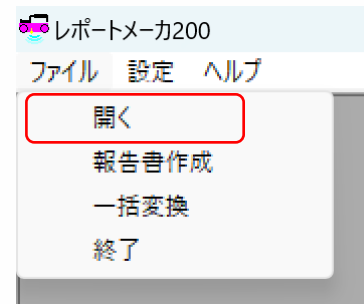 レポートメーカ200
ファイル 設定 ヘルプ
開く
報告書作成
一括変換
終了